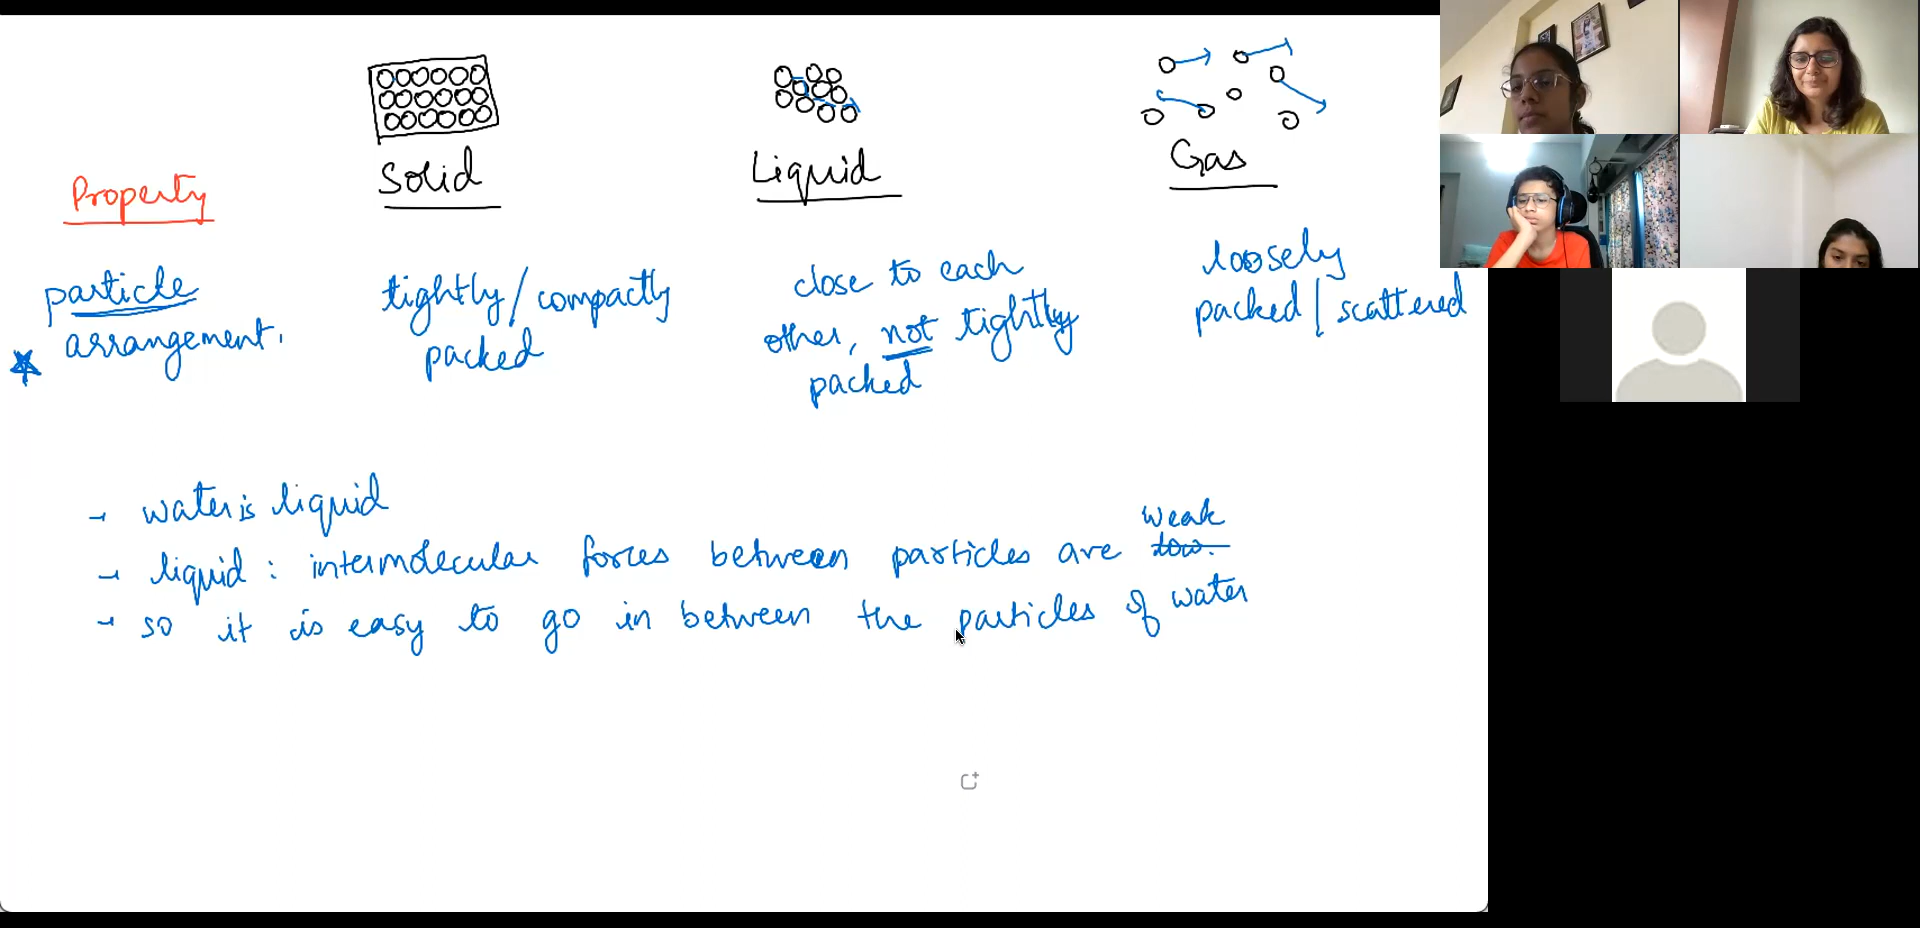 Solid
Liquid
Gas
Property
particle
arrangement.
tightly/compactly
packed
close to each
other, not tightly
packed
loosely
packed/scattered
- water is liquid
- liquid : intermolecular forces between particles are low. weak
- so it is easy to go in between the particles of water